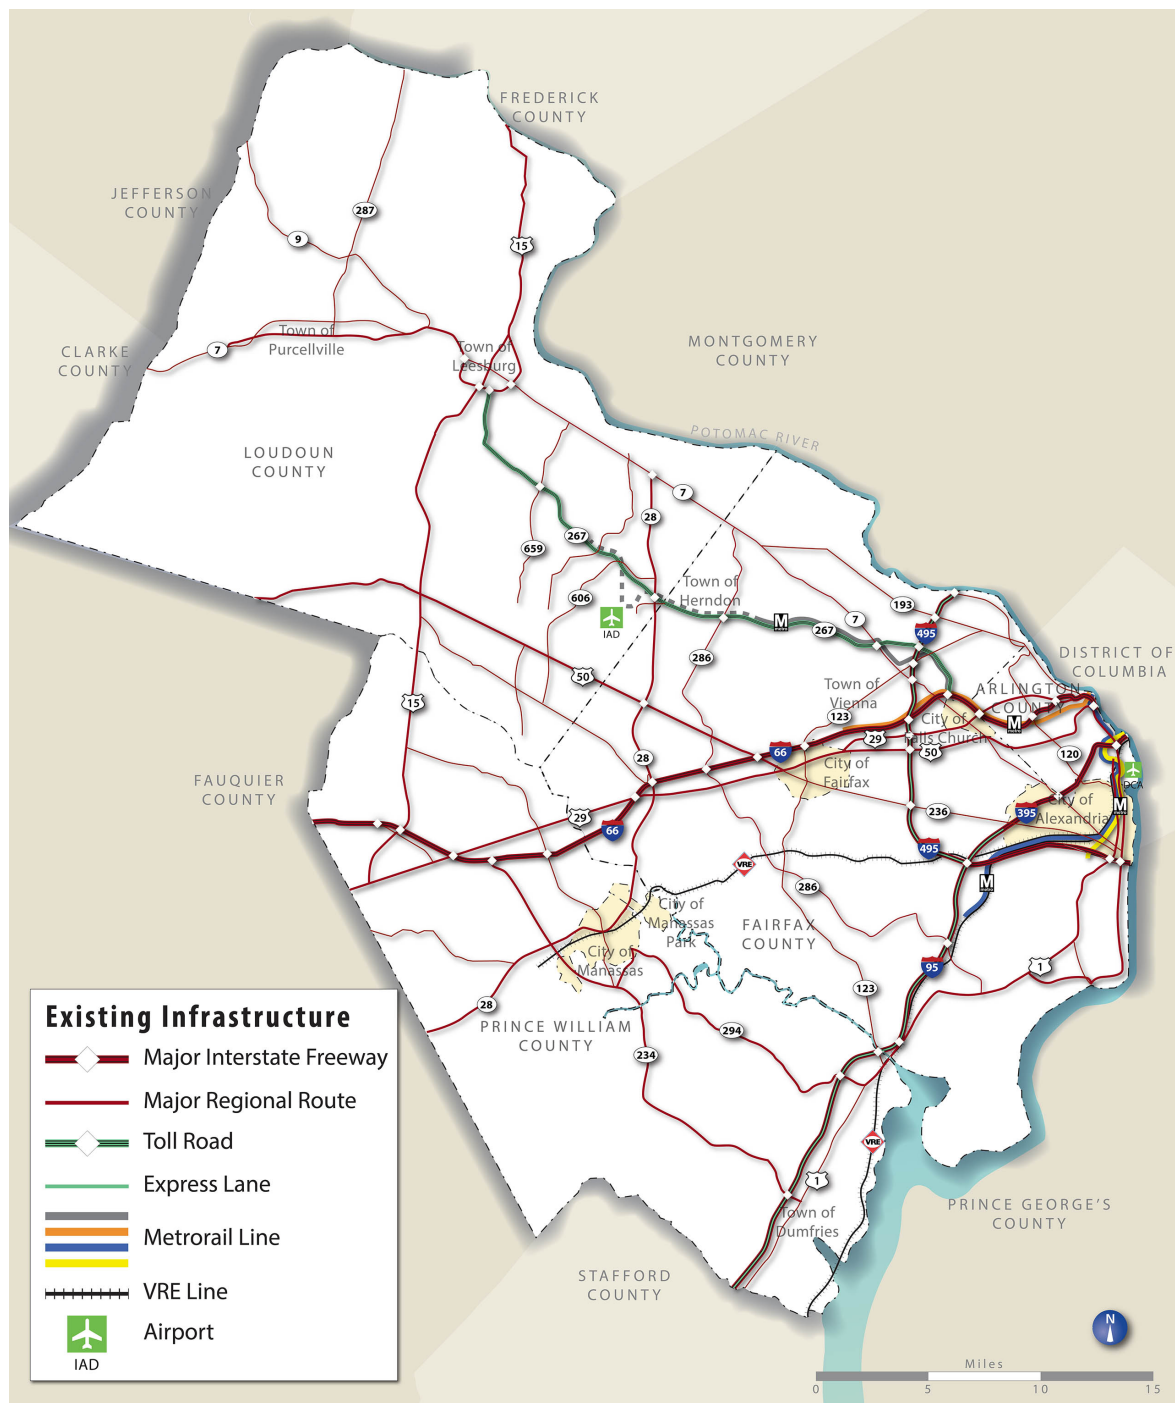 FREDERICK
COUNTY
JEFFERSON
COUNTY
287
9
15
CLARKE
COUNTY
7
Town of
Purcellville
Town of
Leesburg
MONTGOMERY
COUNTY
POTOMAC RIVER
LOUDOUN
COUNTY
7
28
267
659
606
IAD
Town of
Herndon
M
267
7
193
495
286
50
15
DISTRICT OF
COLUMBIA
ARLINGTON
COUNTY
Town of
Vienna
123
City of
Falls Church
M
29
50
120
66
28
City of
Fairfax
DCA
FAUQUIER
COUNTY
29
66
236
395
City of
Alexandria
M
495
VRE
M
286
City of
Manassas
Park
FAIRFAX
COUNTY
City of
Manassas
95
1
28
123
PRINCE WILLIAM
COUNTY
294
234
VRE
1
Town of
Dumfries
PRINCE GEORGE'S
COUNTY
STAFFORD
COUNTY
Existing Infrastructure
Major Interstate Freeway
Major Regional Route
Toll Road
Express Lane
Metrorail Line
VRE Line
Airport
IAD
N
Miles
0 5 10 15